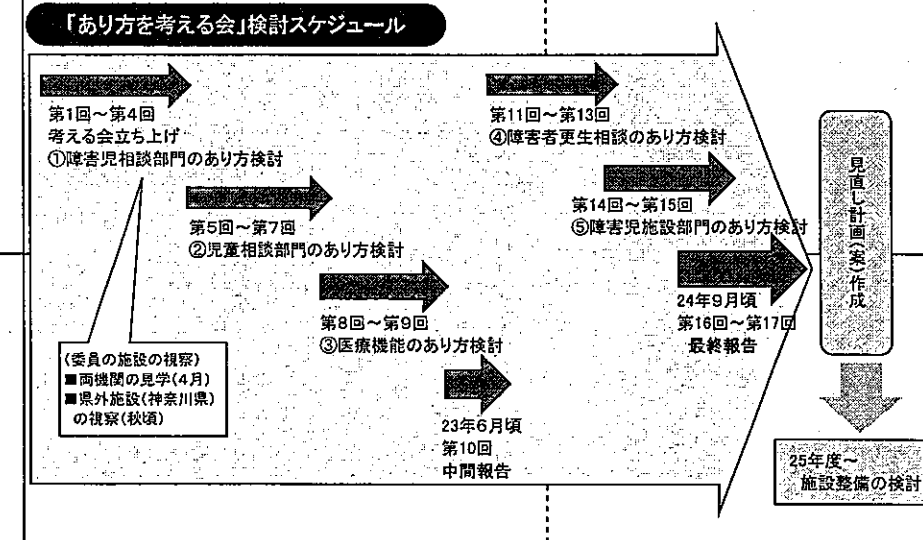 「あり方を考える会」検討スケジュール
第1回～第4回
考える会立ち上げ
①障害児相談部門のあり方検討
第5回～第7回
②児童相談部門のあり方検討
第8回～第9回
③医療機能のあり方検討
23年6月頃
第10回
中間報告
第11回～第13回
④障害者更生相談のあり方検討
第14回～第15回
⑤障害児施設部門のあり方検討
24年9月頃
第16回～第17回
最終報告
(委員の施設の視察)
■両機関の見学(4月)
■県外施設(神奈川県)
の視察(秋頃)
見直し計画(案)作成
25年度～
施設整備の検討